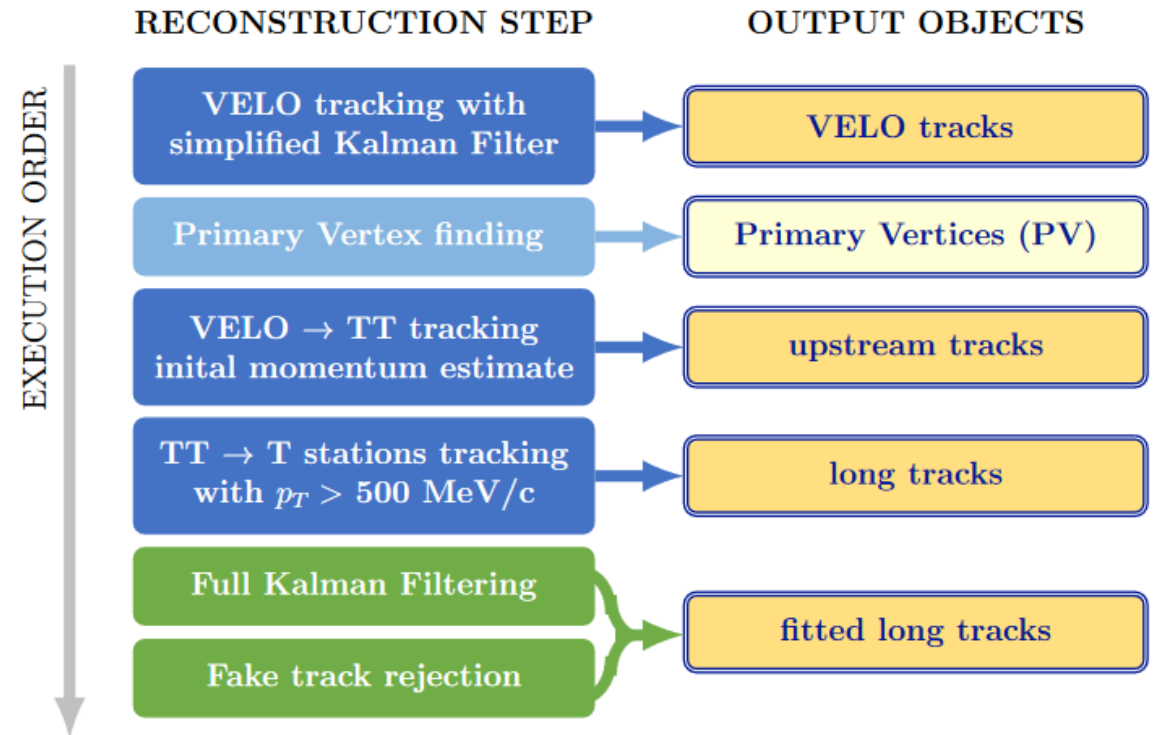 RECONSTRUCTION STEP
OUTPUT OBJECTS
EXECUTION ORDER
VELO tracking with
simplified Kalman Filter
VELO tracks
Primary Vertex finding
Primary Vertices (PV)
VELO → TT tracking
inital momentum estimate
upstream tracks
TT → T stations tracking
with p_T > 500 MeV/c
long tracks
Full Kalman Filtering
Fake track rejection
fitted long tracks